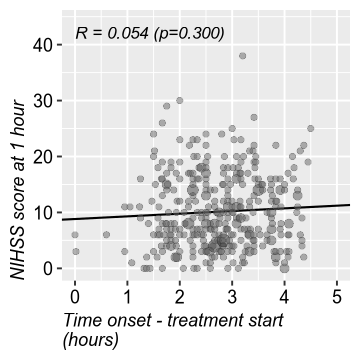 R = 0.054 (p=0.300)
40
30
20
10
0
NIHSS score at 1 hour
0 1 2 3 4 5
Time onset - treatment start
(hours)